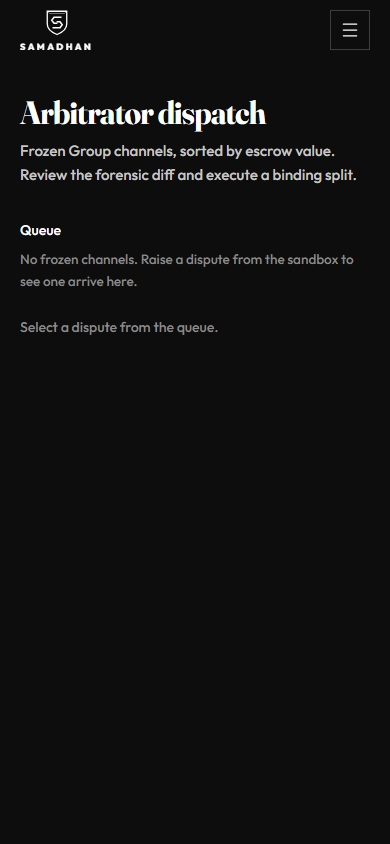 SAMADHAN
Arbitrator dispatch
Frozen Group channels, sorted by escrow value.
Review the forensic diff and execute a binding split.
Queue
No frozen channels. Raise a dispute from the sandbox to
see one arrive here.
Select a dispute from the queue.